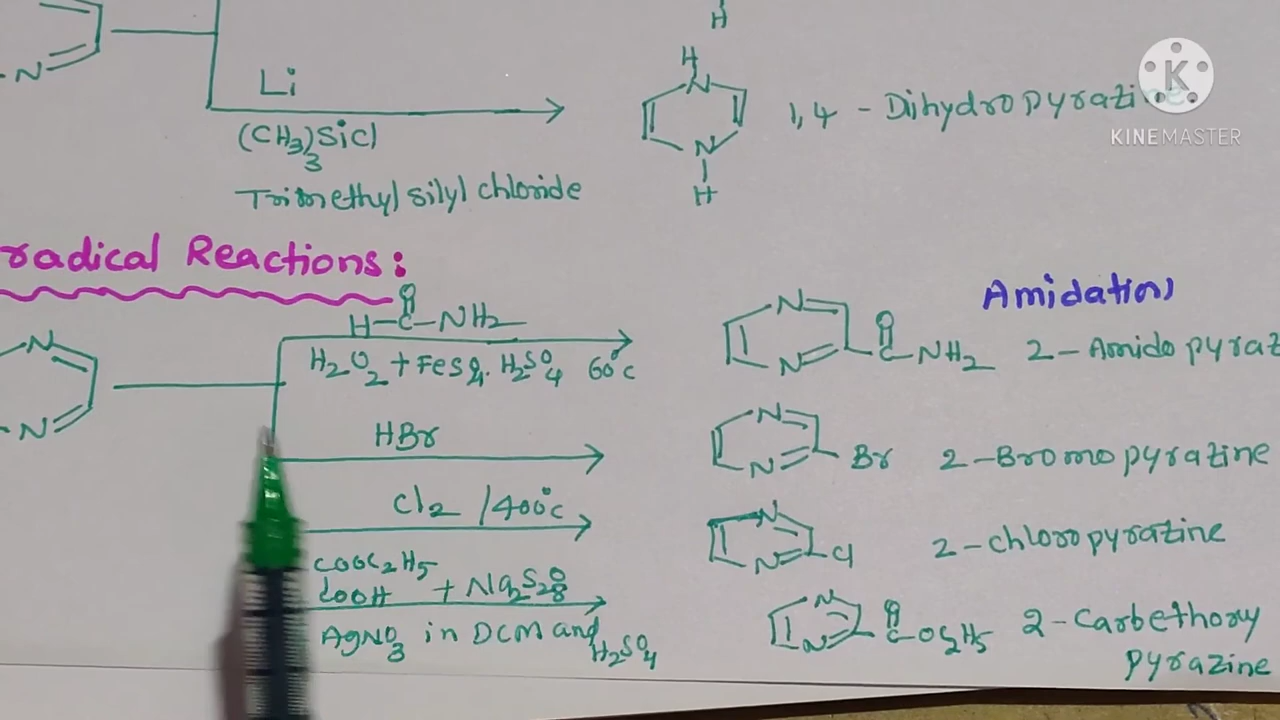 H
H
N
N
Li
N
H
1,4 - Dihydropyrazine
K
KINEMASTER
(CH3)3SiCl
Trimethyl silyl chloride
radical Reactions:
Amidation
O
H-C-NH2
H2O2 + FeSO4. H2SO4 60°C
N
N
N
N
O
C-NH2
2-Amidopyraz
HBr
N
N
Br
2-Bromopyrazine
Cl2 /400°C
N
N
Cl
2-chloropyrazine
COOC2H5
COOH + Na2S2O8
AgNO3 in DCM and H2SO4
N
N
O
C-OC2H5
2-Carbethoxy
pyrazine